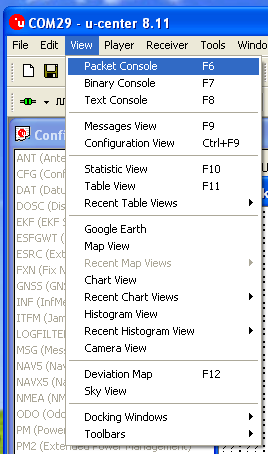 COM29 - u-center 8.11
File Edit View Player Receiver Tools Windo
Packet Console F6
Binary Console F7
Text Console F8
Messages View F9
Configuration View Ctrl+F9
Statistic View F10
Table View F11
Recent Table Views
Google Earth
Map View
Recent Map Views
Chart View
Recent Chart Views
Histogram View
Recent Histogram View
Camera View
Deviation Map F12
Sky View
Docking Windows
Toolbars
Confi
ANT (Ante
CFG (Confi
DAT (Datu
DOSC (Dis
EKF (EKF S
ESFGWT (
ESRC (Ext
FXN (Fix N
GNSS (GN
INF (InfMe
ITFM (Jam
LOGFILTER
MSG (Mess
NAV5 (Nav
NAVX5 (Na
NMEA (NM
ODO (Odo
PM (Power
PM2 (Extended Power Management)